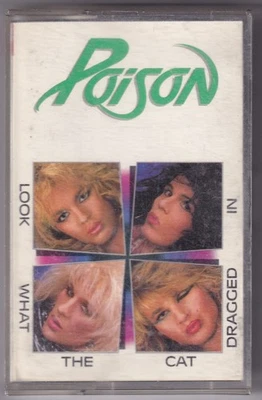 POISON
LOOK
WHAT
THE
CAT
DRAGGED
IN